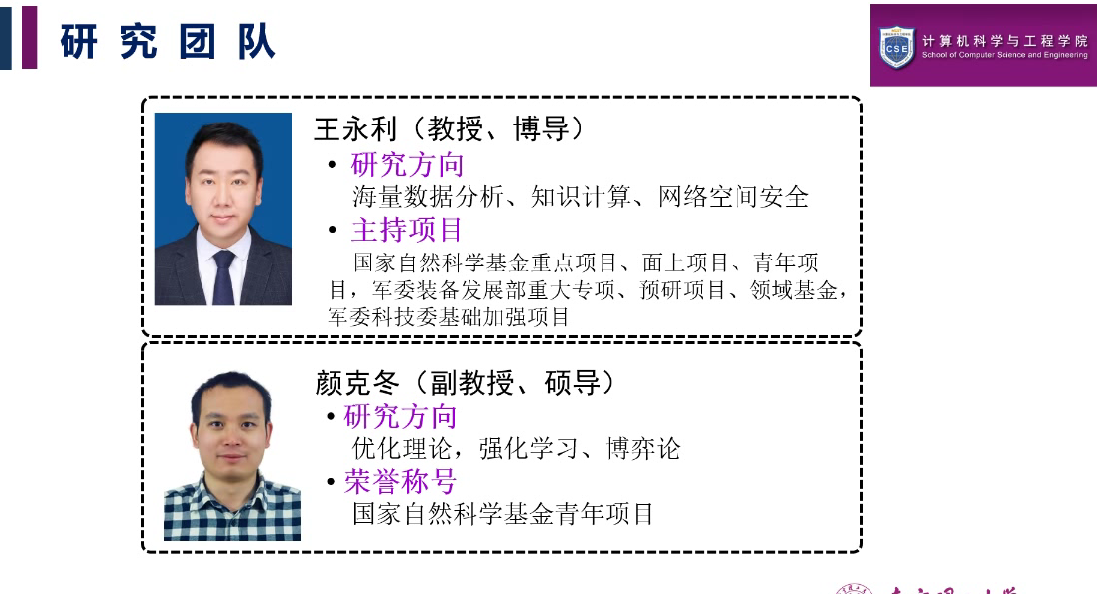 研究团队
计算机科学与工程学院
School of Computer Science and Engineering
CSE
王永利（教授、博导）
• 研究方向
海量数据分析、知识计算、网络空间安全
• 主持项目
国家自然科学基金重点项目、面上项目、青年项
目，军委装备发展部重大专项、预研项目、领域基金，
军委科技委基础加强项目
颜克冬（副教授、硕导）
• 研究方向
优化理论，强化学习、博弈论
• 荣誉称号
国家自然科学基金青年项目